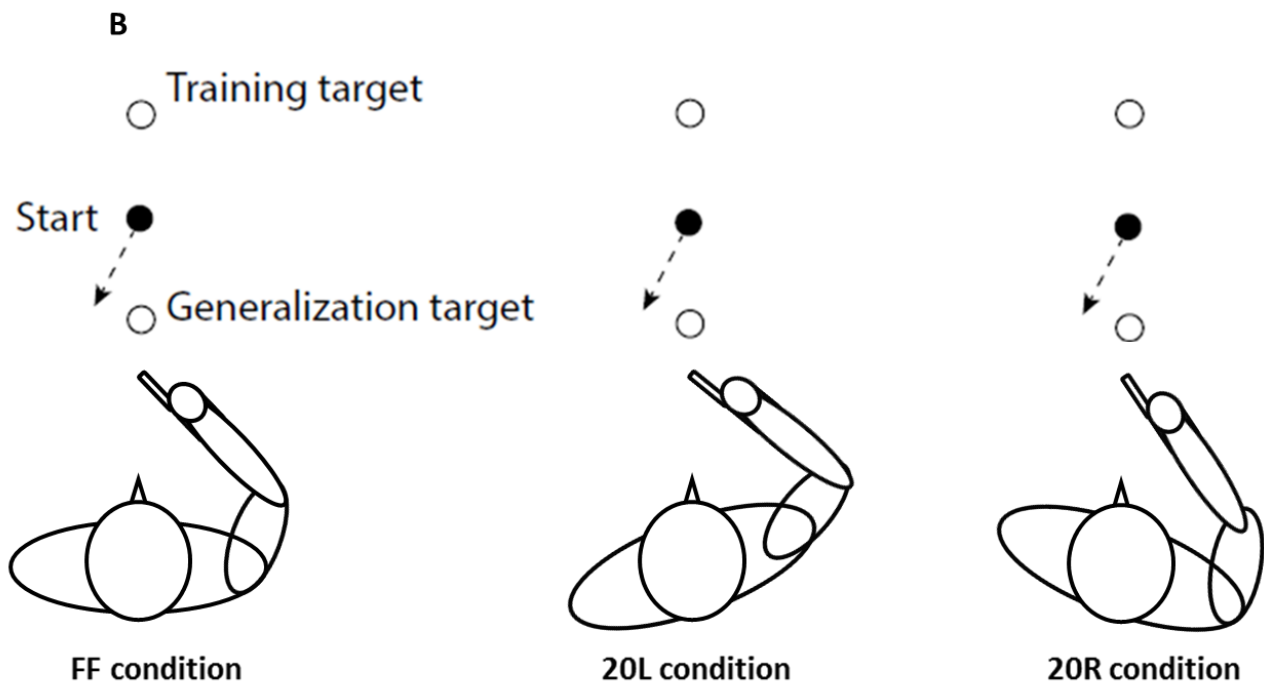 B
Training target
Start
Generalization target
FF condition
20L condition
20R condition